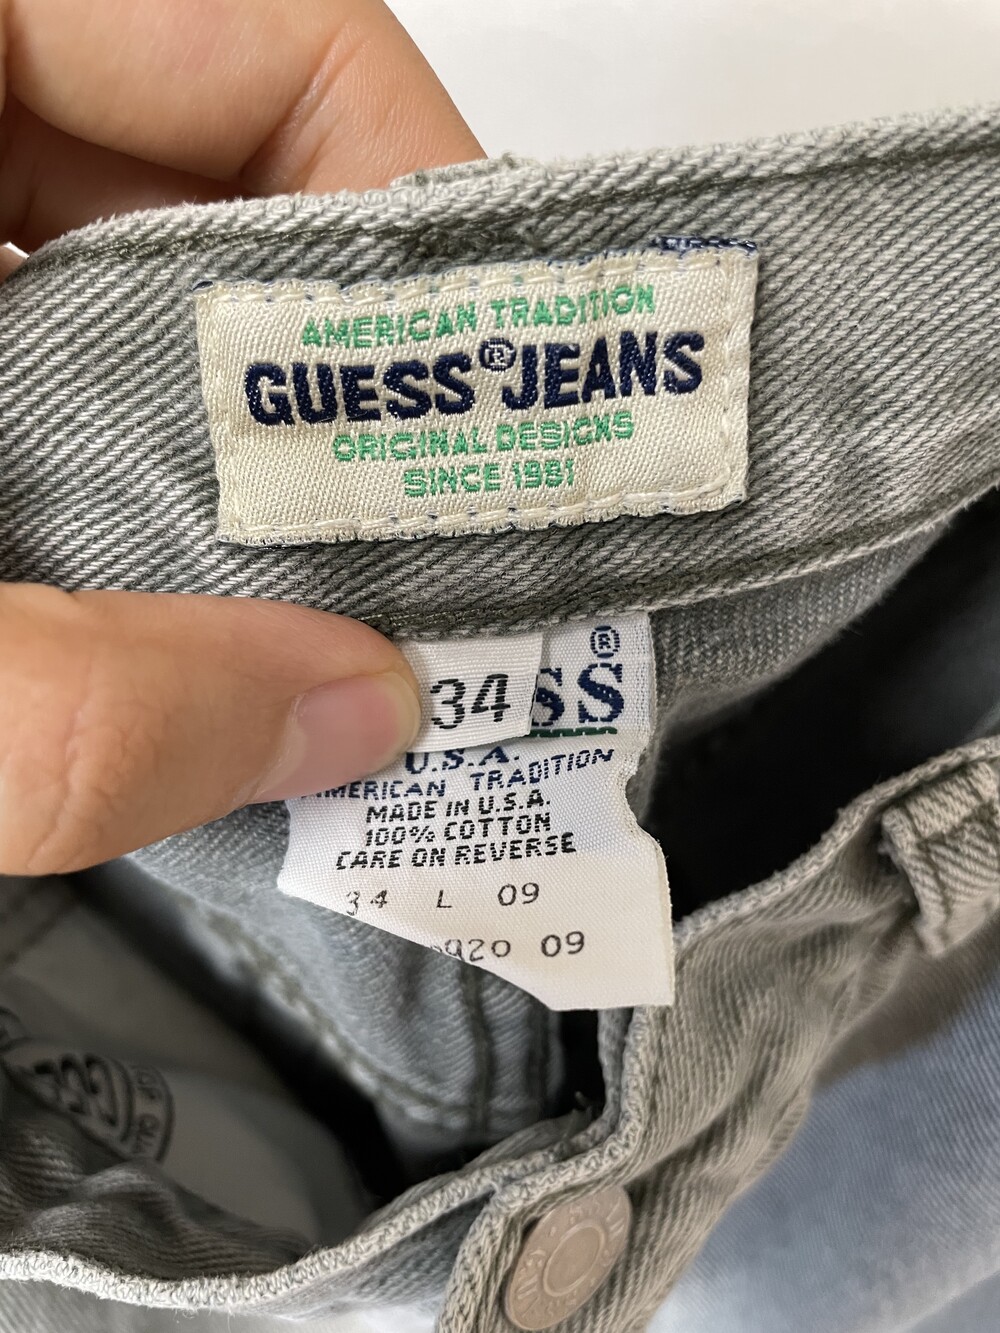 AMERICAN TRADITION
GUESS® JEANS
ORIGINAL DESIGNS
SINCE 1981
34
SS®
U.S.A.
AMERICAN TRADITION
MADE IN U.S.A.
100% COTTON
CARE ON REVERSE
34 L 09
920 09